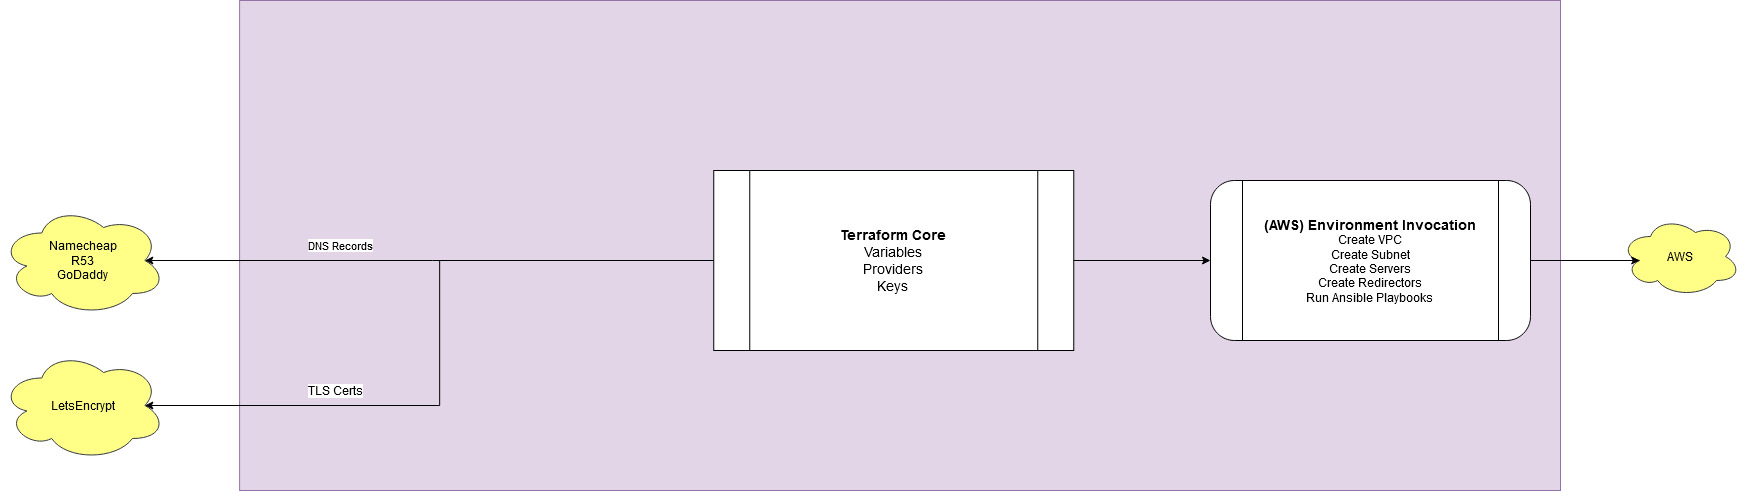 Namecheap
R53
GoDaddy
DNS Records
LetsEncrypt
TLS Certs
Terraform Core
Variables
Providers
Keys
(AWS) Environment Invocation
Create VPC
Create Subnet
Create Servers
Create Redirectors
Run Ansible Playbooks
AWS